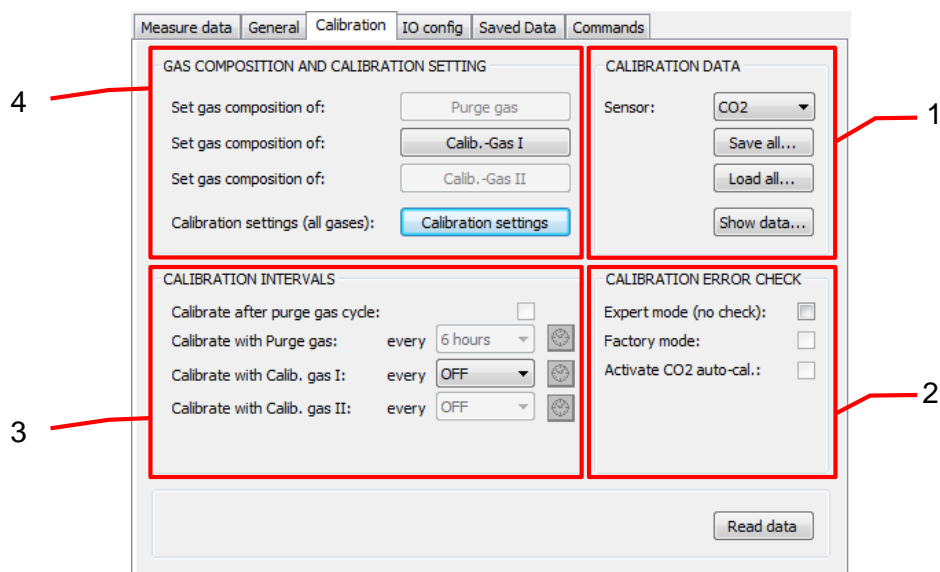 Measure data General Calibration IO config Saved Data Commands
GAS COMPOSITION AND CALIBRATION SETTING
Set gas composition of: Purge gas
Set gas composition of: Calib.-Gas I
Set gas composition of: Calib.-Gas II
Calibration settings (all gases): Calibration settings
4
CALIBRATION DATA
Sensor: CO2
Save all...
Load all...
Show data...
1
CALIBRATION INTERVALS
Calibrate after purge gas cycle:
Calibrate with Purge gas: every 6 hours
Calibrate with Calib. gas I: every OFF
Calibrate with Calib. gas II: every OFF
3
CALIBRATION ERROR CHECK
Expert mode (no check):
Factory mode:
Activate CO2 auto-cal.:
2
Read data